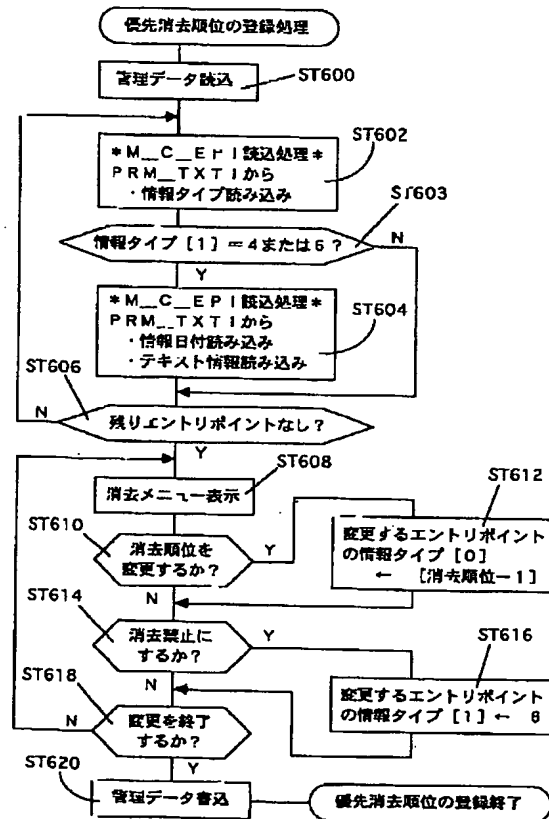 優先消去順位の登録処理
管理データ読込
ST600
ST602
*M__C__EPI読込処理*
PRM__TXTIから
・情報タイプ読み込み
ST603
情報タイプ[1]=4または5?
N
Y
*M__C__EPI読込処理*
PRM__TXTIから
・情報日付読み込み
・テキスト情報読み込み
ST604
ST606
N
残りエントリポイントなし?
Y
ST608
消去メニュー表示
ST610
消去順位を
変更するか?
Y
N
ST612
変更するエントリポイント
の情報タイプ[0]
← [消去順位-1]
ST614
消去禁止に
するか?
Y
N
ST616
変更するエントリポイント
の情報タイプ[1]←
ST618
N
変更を終了
するか?
Y
ST620
管理データ書込
優先消去順位の登録終了